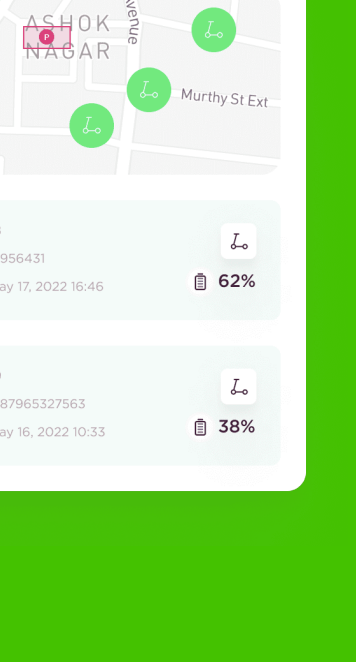 ASHOK
NAGAR
P
venue
Murthy St Ext
956431
ay 17, 2022 16:46
62%
87965327563
ay 16, 2022 10:33
38%